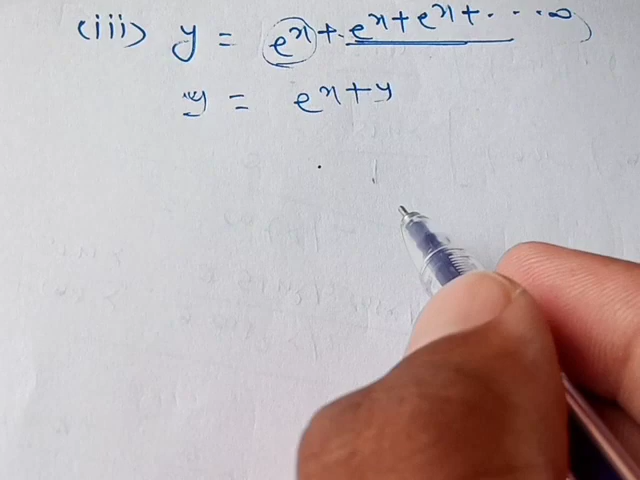 (iii) y = e^x + e^x + e^x + ... ∞
y = e^x + y